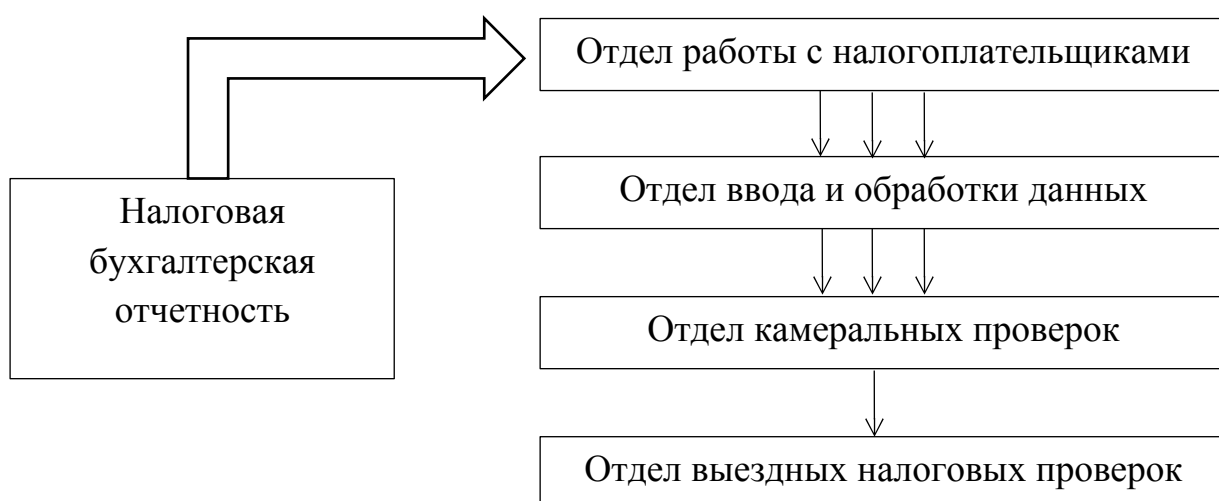 Отдел работы с налогоплательщиками
Налоговая
бухгалтерская
отчетность
Отдел ввода и обработки данных
Отдел камеральных проверок
Отдел выездных налоговых проверок